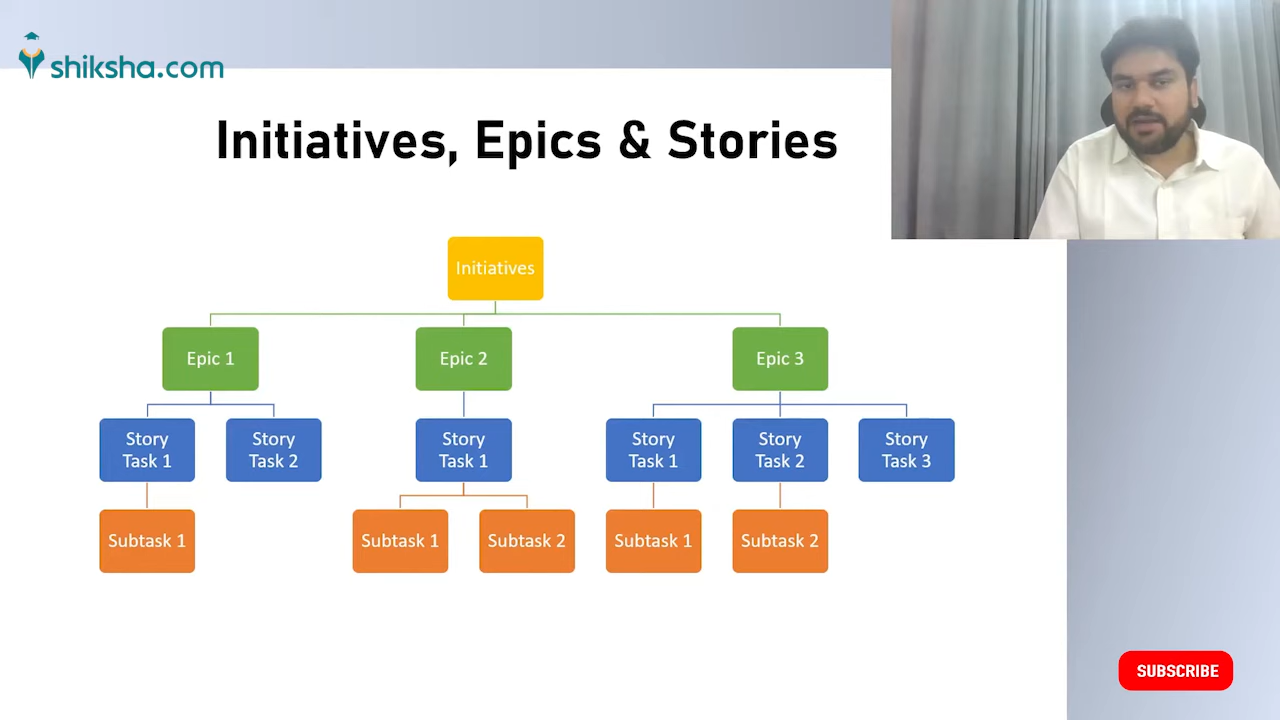 shiksha.com
Initiatives, Epics & Stories
Initiatives
Epic 1
Epic 2
Epic 3
Story
Task 1
Story
Task 2
Story
Task 1
Story
Task 1
Story
Task 2
Story
Task 3
Subtask 1
Subtask 1
Subtask 2
Subtask 1
Subtask 2
SUBSCRIBE